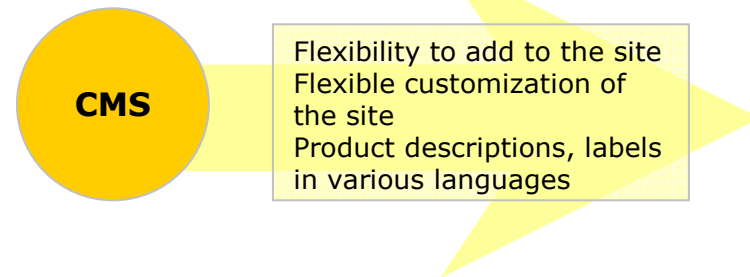 CMS
Flexibility to add to the site
Flexible customization of
the site
Product descriptions, labels
in various languages